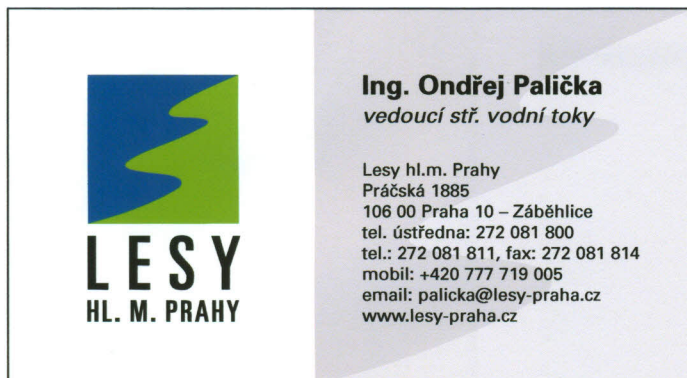 LESY
HL. M. PRAHY
Ing. Ondřej Palička
vedoucí stř. vodní toky
Lesy hl.m. Prahy
Práčská 1885
106 00 Praha 10 – Záběhlice
tel. ústředna: 272 081 800
tel.: 272 081 811, fax: 272 081 814
mobil: +420 777 719 005
email: palicka@lesy-praha.cz
www.lesy-praha.cz